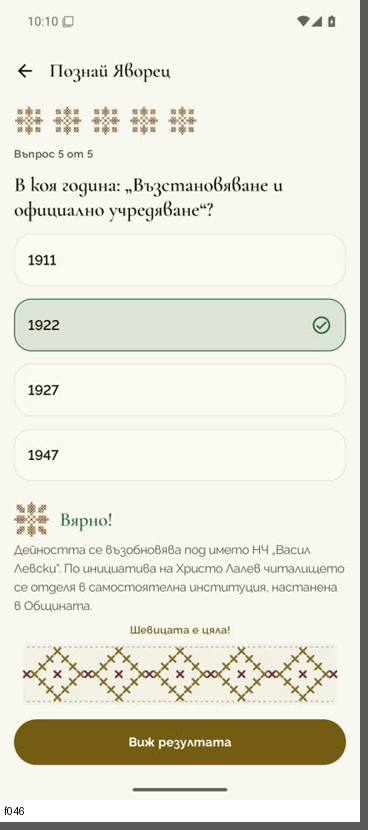 10:10
Познай Яворец
Въпрос 5 от 5
В коя година: „Възстановяване и
официално учредяване“?
1911
1922
1927
1947
Вярно!
Дейността се възобновява под името НЧ „Васил
Левски“. По инициатива на Христо Лалев читалището
се отделя в самостоятелна институция, настанена
в Общината.
Шевицата е цяла!
Виж резултата
f046